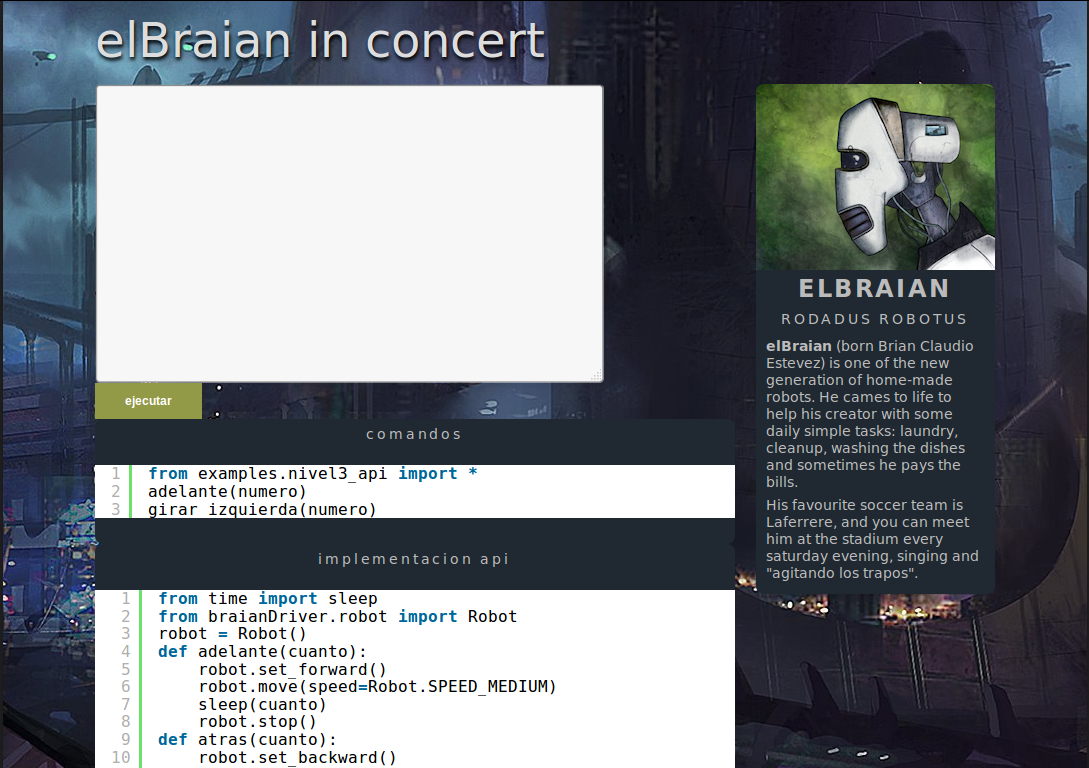 elBraian in concert
ejecutar
comandos
1 from examples.nivel3_api import *
2 adelante(numero)
3 girar izquierda(numero)
implementacion api
1 from time import sleep
2 from braianDriver.robot import Robot
3 robot = Robot()
4 def adelante(cuanto):
5     robot.set_forward()
6     robot.move(speed=Robot.SPEED_MEDIUM)
7     sleep(cuanto)
8     robot.stop()
9 def atras(cuanto):
10     robot.set_backward()
ELBRAIAN
RODADUS ROBOTUS
elBraian (born Brian Claudio
Estevez) is one of the new
generation of home-made
robots. He cames to life to
help his creator with some
daily simple tasks: laundry,
cleanup, washing the dishes
and sometimes he pays the
bills.
His favourite soccer team is
Laferrere, and you can meet
him at the stadium every
saturday evening, singing and
"agitando los trapos".